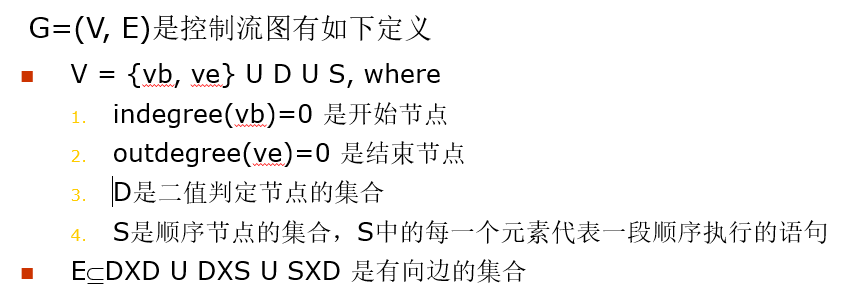 G=(V, E)是控制流图有如下定义
V = {vb, ve} U D U S, where
1. indegree(vb)=0 是开始节点
2. outdegree(ve)=0 是结束节点
3. D是二值判定节点的集合
4. S是顺序节点的集合，S中的每一个元素代表一段顺序执行的语句
E⊆DXD U DXS U SXD 是有向边的集合